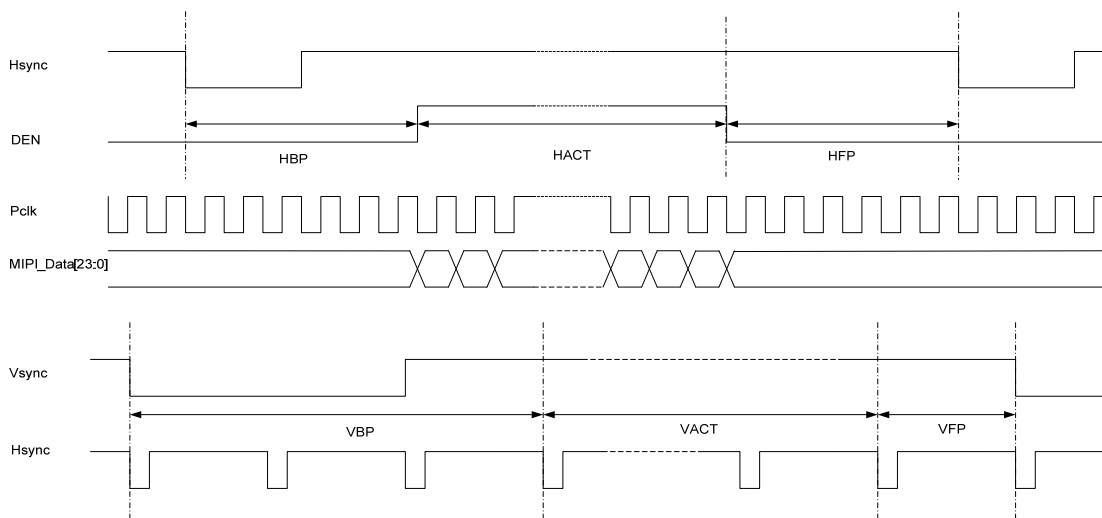 Hsync
DEN
HBP
HACT
HFP
Pclk
MIPI_Data[23:0]
Vsync
VBP
VACT
VFP
Hsync